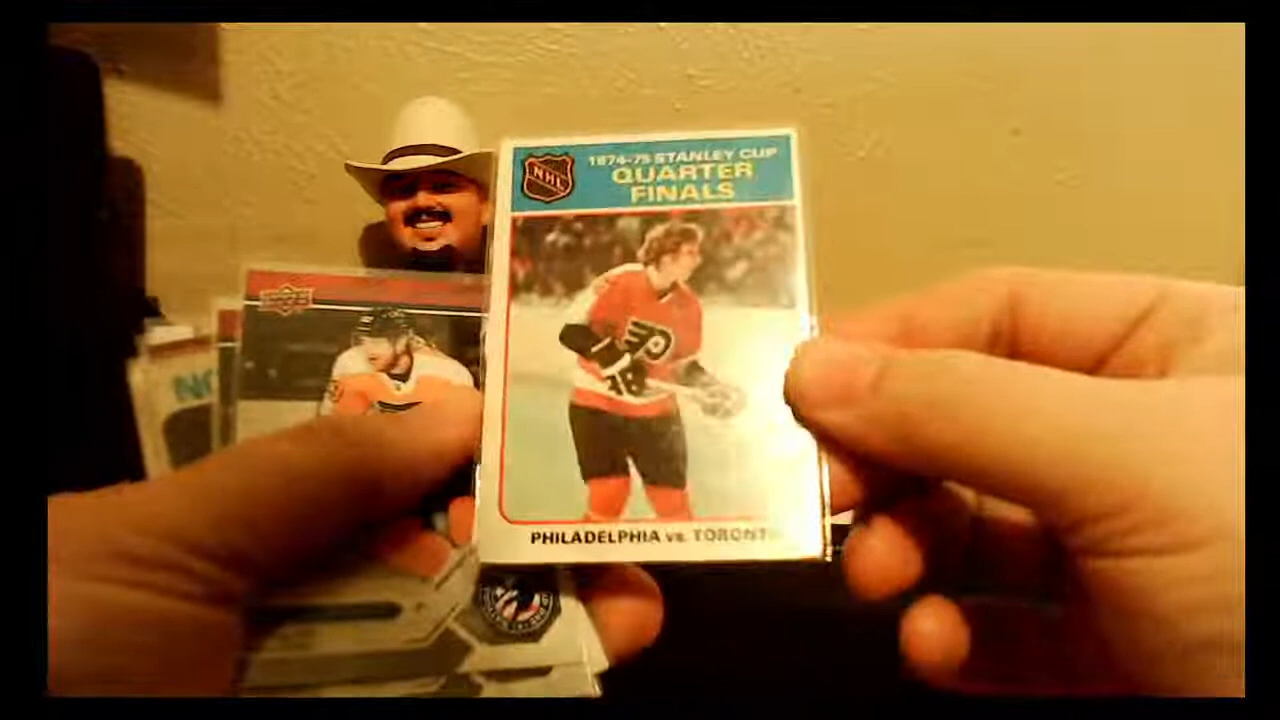 NHL
1974-75 STANLEY CUP
QUARTER
FINALS
PHILADELPHIA vs. TORONTO